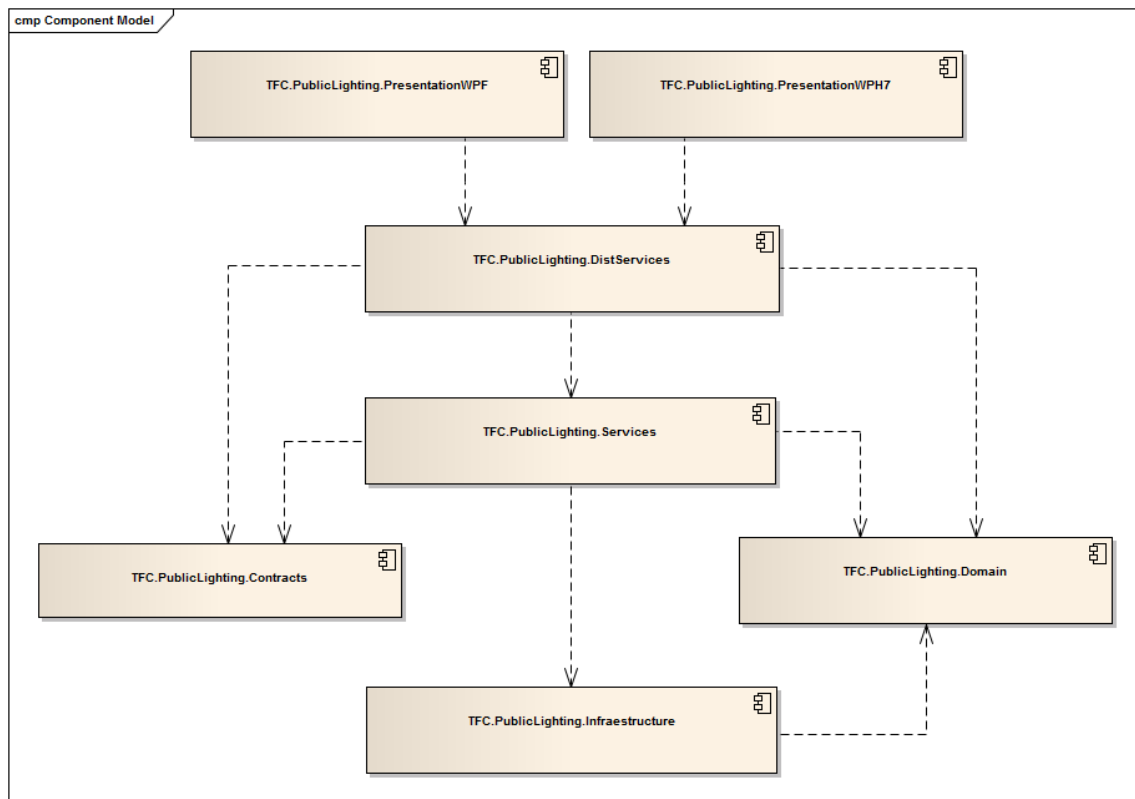 cmp Component Model
TFC.PublicLighting.PresentationWPF
TFC.PublicLighting.PresentationWPH7
TFC.PublicLighting.DistServices
TFC.PublicLighting.Services
TFC.PublicLighting.Contracts
TFC.PublicLighting.Domain
TFC.PublicLighting.Infraestructure